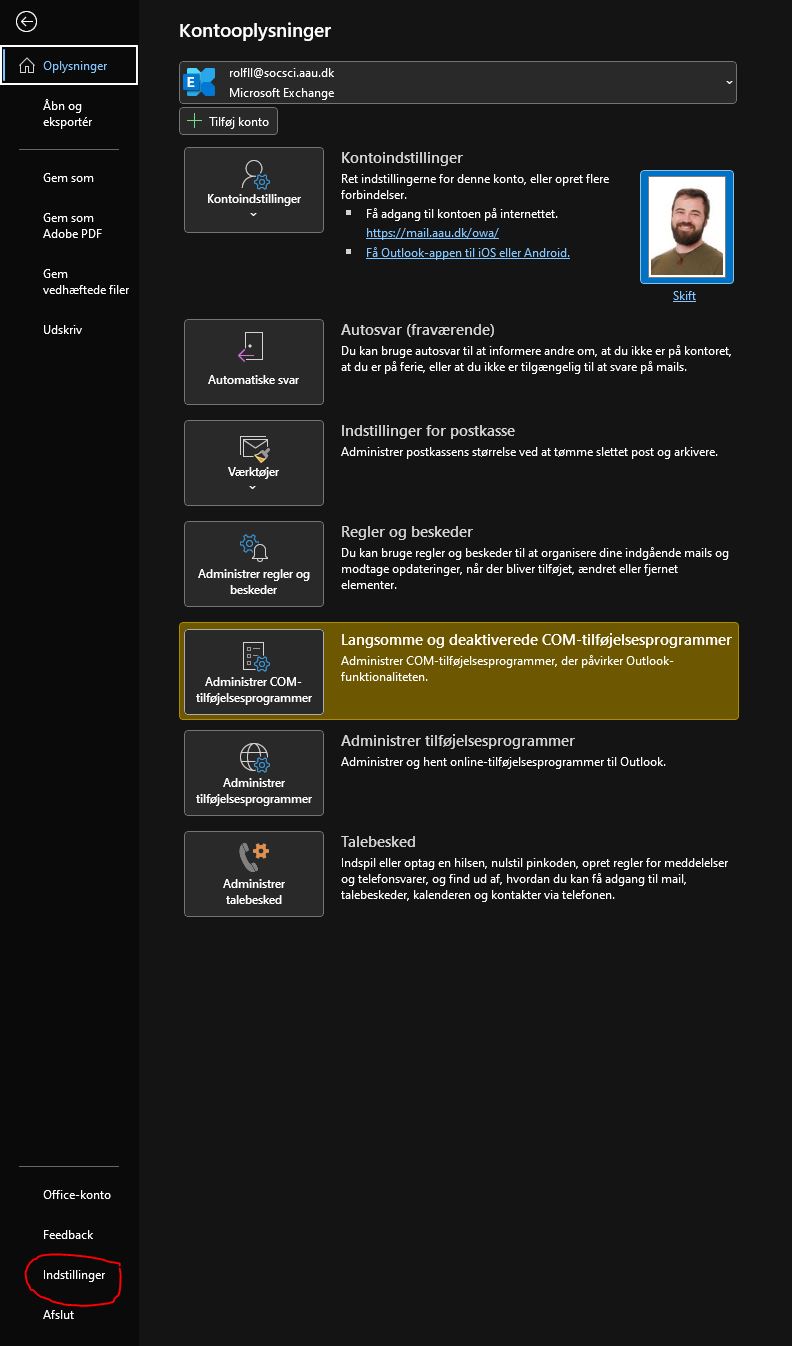 Kontooplysninger
Oplysninger
Åbn og
eksportér
Gem som
Gem som
Adobe PDF
Gem
vedhæftede filer
Udskriv
Office-konto
Feedback
Indstillinger
Afslut
E
rolfll@socsci.aau.dk
Microsoft Exchange
Tilføj konto
Kontoindstillinger
Kontoindstillinger
Ret indstillingerne for denne konto, eller opret flere
forbindelser.
Få adgang til kontoen på internettet.
https://mail.aau.dk/owa/
Få Outlook-appen til iOS eller Android.
Skift
Automatiske svar
Autosvar (fraværende)
Du kan bruge autosvar til at informere andre om, at du ikke er på kontoret,
at du er på ferie, eller at du ikke er tilgængelig til at svare på mails.
Værktøjer
Indstillinger for postkasse
Administrer postkassens størrelse ved at tømme slettet post og arkivere.
Administrer regler og
beskeder
Regler og beskeder
Du kan bruge regler og beskeder til at organisere dine indgående mails og
modtage opdateringer, når der bliver tilføjet, ændret eller fjernet
elementer.
Administrer COM-
tilføjelsesprogrammer
Langsomme og deaktiverede COM-tilføjelsesprogrammer
Administrer COM-tilføjelsesprogrammer, der påvirker Outlook-
funktionaliteten.
Administrer
tilføjelsesprogrammer
Administrer tilføjelsesprogrammer
Administrer og hent online-tilføjelsesprogrammer til Outlook.
Administrer
talebesked
Talebesked
Indspil eller optag en hilsen, nulstil pinkoden, opret regler for meddelelser
og telefonsvarer, og find ud af, hvordan du kan få adgang til mail,
talebeskeder, kalenderen og kontakter via telefonen.